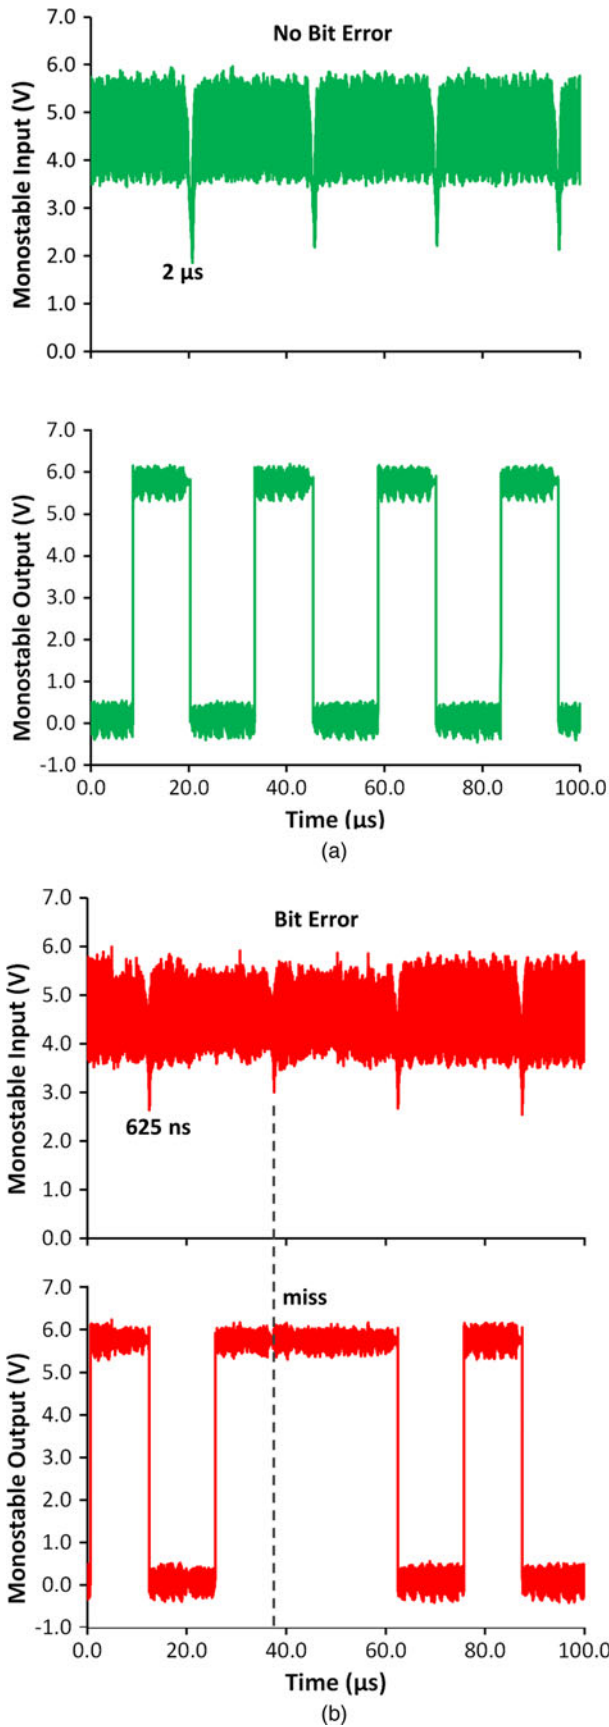 No Bit Error
Monostable Input (V)
7.0
6.0
5.0
4.0
3.0
2.0
1.0
0.0
2 µs
Monostable Output (V)
7.0
6.0
5.0
4.0
3.0
2.0
1.0
0.0
-1.0
0.0 20.0 40.0 60.0 80.0 100.0
Time (µs)
(a)
Bit Error
Monostable Input (V)
7.0
6.0
5.0
4.0
3.0
2.0
1.0
0.0
625 ns
Monostable Output (V)
7.0
6.0
5.0
4.0
3.0
2.0
1.0
0.0
-1.0
miss
0.0 20.0 40.0 60.0 80.0 100.0
Time (µs)
(b)